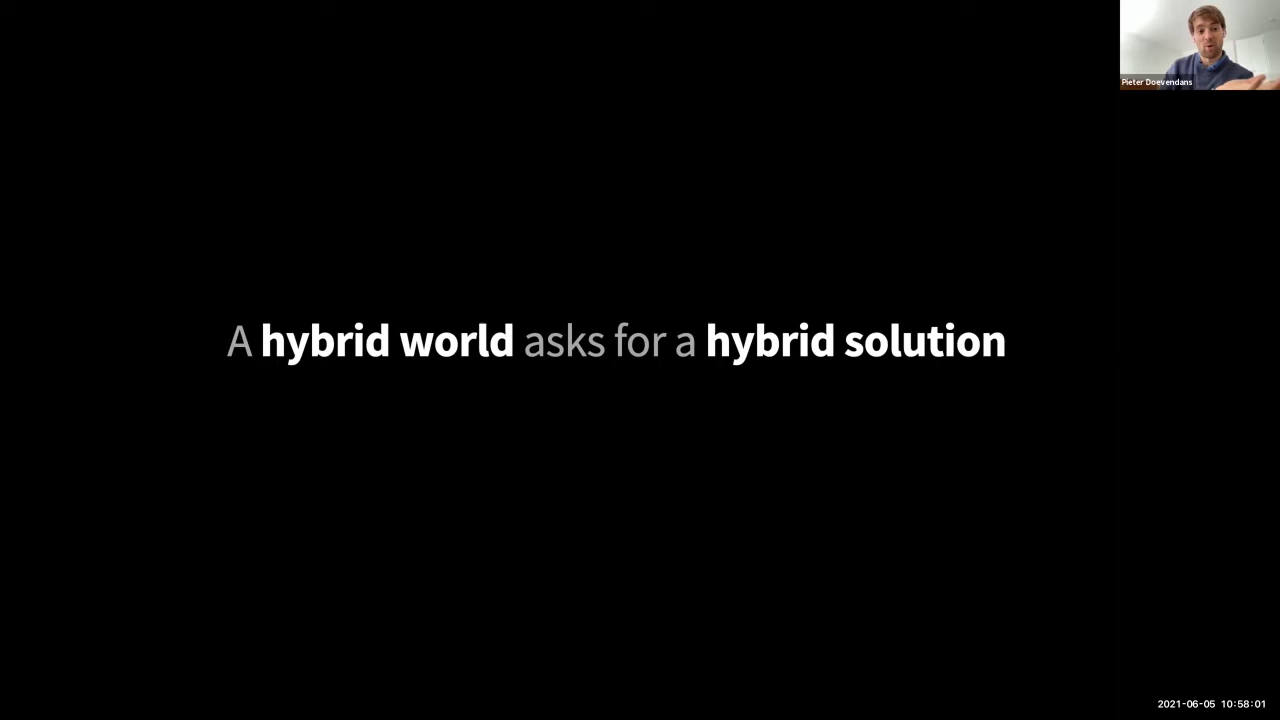 Pieter Doevendans
A hybrid world asks for a hybrid solution
2021-06-05 10:58:01